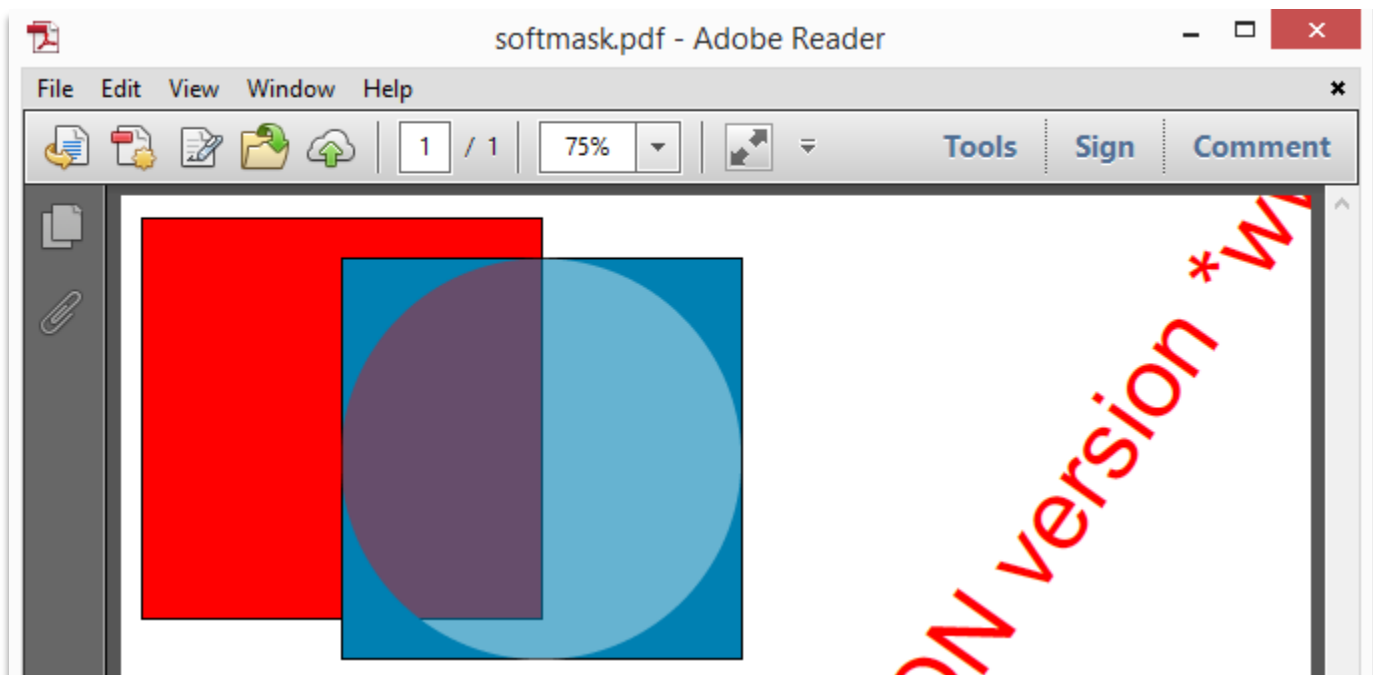 softmask.pdf - Adobe Reader
File Edit View Window Help
1 / 1 75% Tools Sign Comment
ON version *w